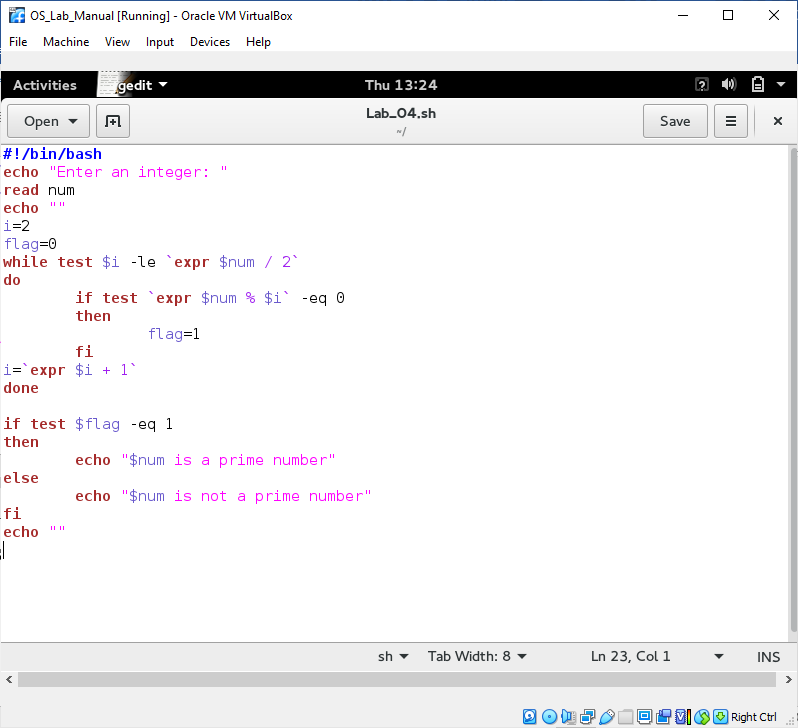 OS_Lab_Manual [Running] - Oracle VM VirtualBox
File Machine View Input Devices Help
Activities gedit Thu 13:24
Open Lab_04.sh Save
~/
#!/bin/bash
echo "Enter an integer: "
read num
echo ""
i=2
flag=0
while test $i -le `expr $num / 2`
do
        if test `expr $num % $i` -eq 0
        then
                flag=1
        fi
i=`expr $i + 1`
done

if test $flag -eq 1
then
        echo "$num is a prime number"
else
        echo "$num is not a prime number"
fi
echo ""
sh Tab Width: 8 Ln 23, Col 1 INS
Right Ctrl